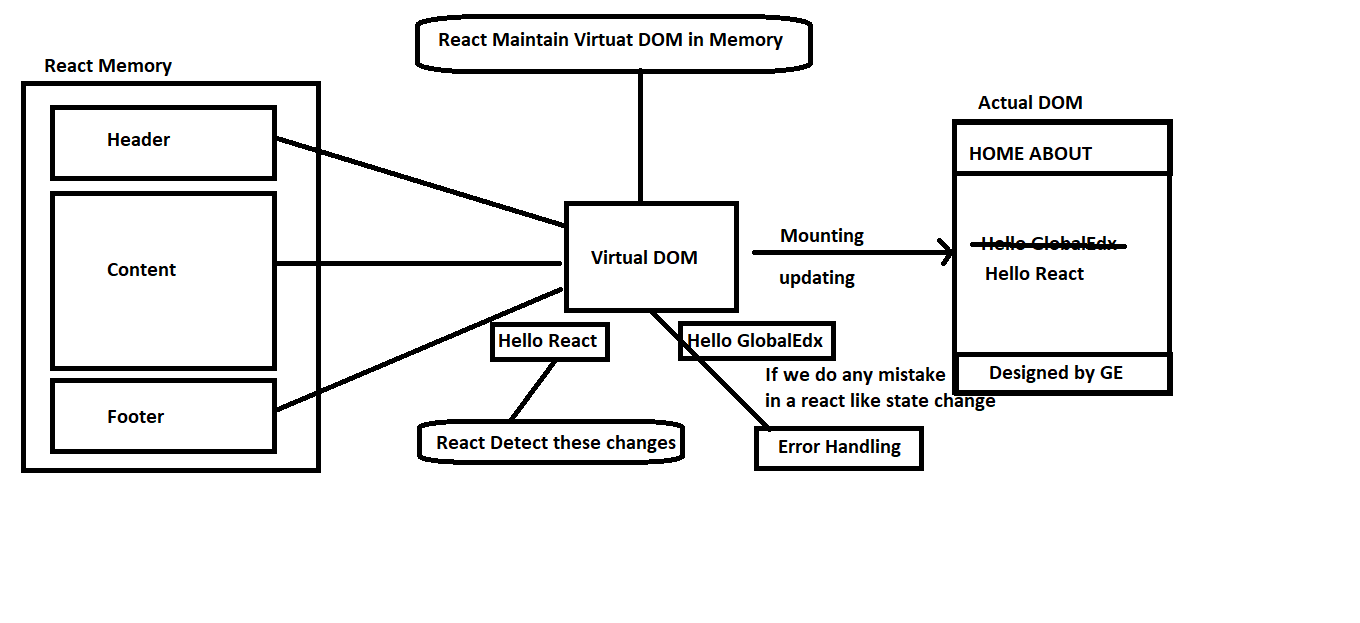 React Maintain Virtuat DOM in Memory
React Memory
Header
Content
Footer
Virtual DOM
Mounting
updating
Actual DOM
HOME ABOUT
Hello GlobalEdx
Hello React
Designed by GE
Hello React
Hello GlobalEdx
If we do any mistake
in a react like state change
React Detect these changes
Error Handling